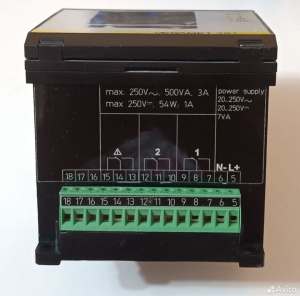 max. 250V~, 500VA, 3A
max 250V⎓, 54W, 1A
power supply
20...250V~
20...250V⎓
7VA
⚠ 2 1
N- L+
18 17 16 15 14 13 12 11 10 9 8 7 6 5
18 17 16 15 14 13 12 11 10 9 8 7 6 5
Avito